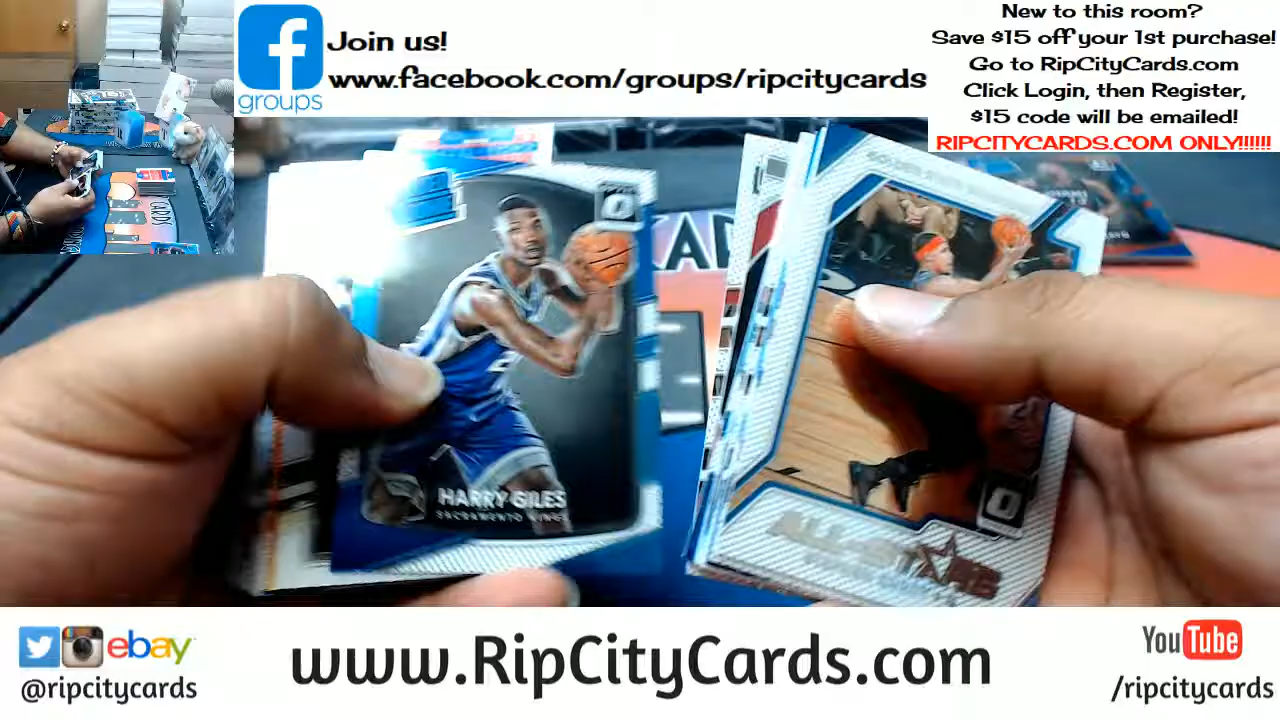 Join us!
www.facebook.com/groups/ripcitycards
groups
New to this room?
Save $15 off your 1st purchase!
Go to RipCityCards.com
Click Login, then Register,
$15 code will be emailed!
RIPCITYCARDS.COM ONLY!!!!!!
HARRY GILES
SACRAMENTO KINGS
ALL-STARS
ebay
@ripcitycards
www.RipCityCards.com
YouTube
/ripcitycards